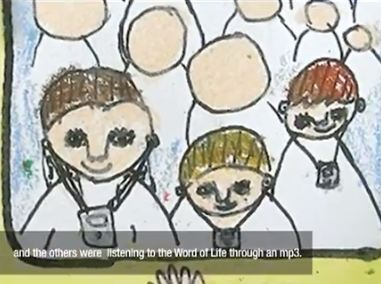 and the others were  listening to the Word of Life through an mp3.